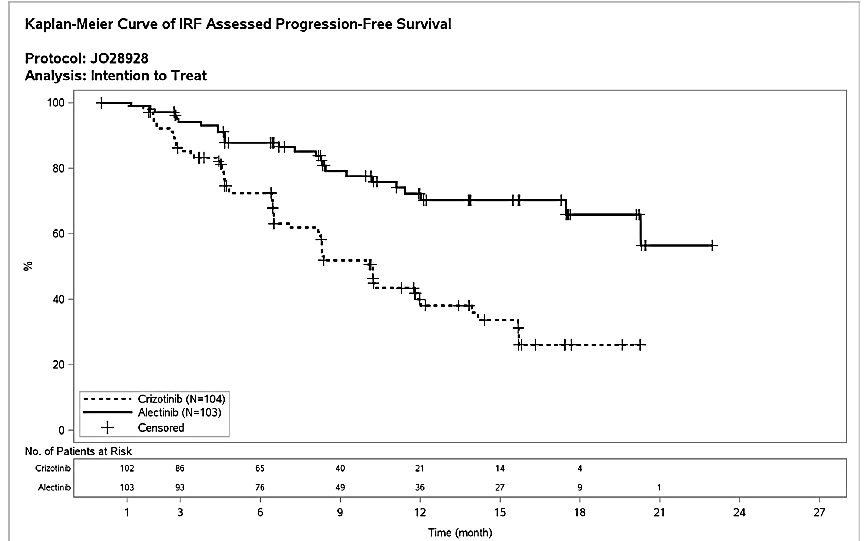 Kaplan-Meier Curve of IRF Assessed Progression-Free Survival
Protocol: JO28928
Analysis: Intention to Treat
100
80
60
%
40
20
0
Crizotinib (N=104)
Alectinib (N=103)
Censored
No. of Patients at Risk
Crizotinib 102 86 65 40 21 14 4
Alectinib 103 93 76 49 36 27 9 1
1 3 6 9 12 15 18 21 24 27
Time (month)